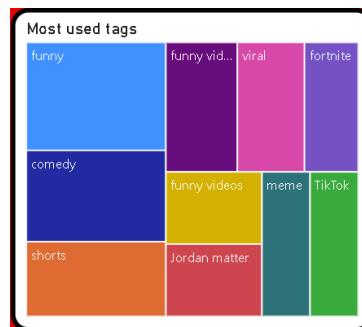 Most used tags
funny
funny vid...
viral
fortnite
comedy
funny videos
meme
TikTok
shorts
Jordan matter